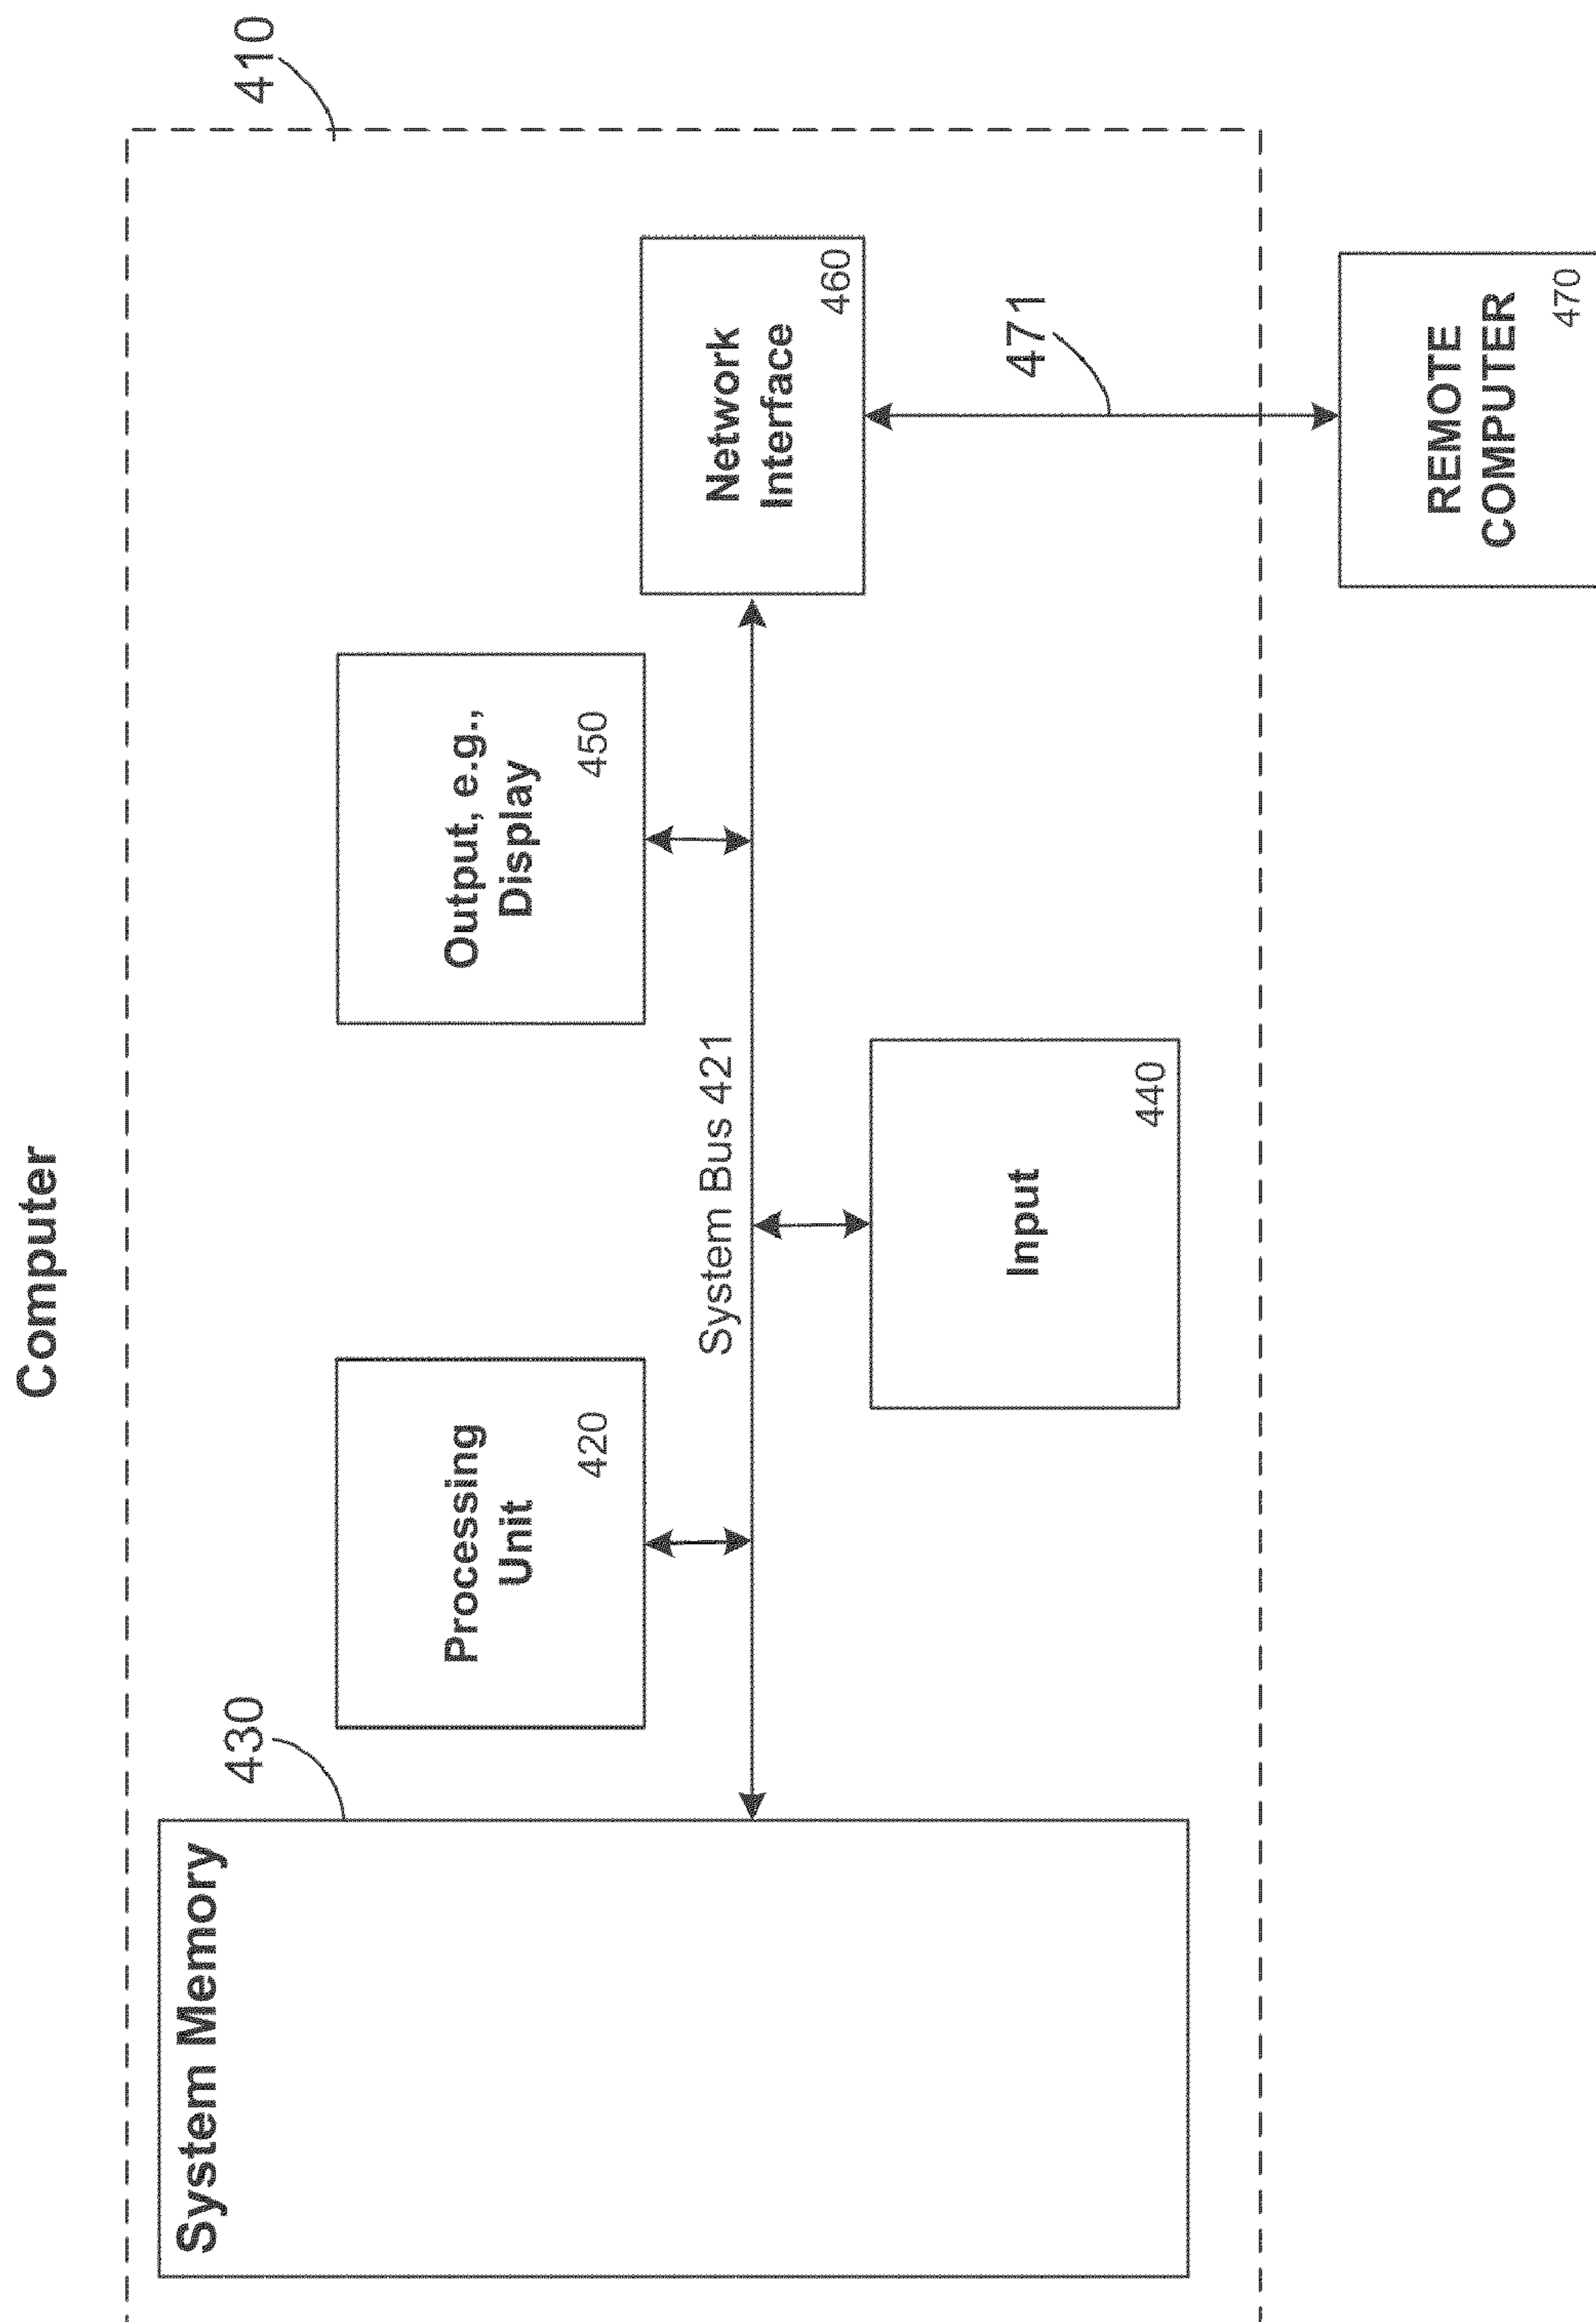 Computer
410
System Memory
430
Processing
Unit
420
Output, e.g.,
Display
450
System Bus 421
Network
Interface
460
Input
440
471
REMOTE
COMPUTER
470